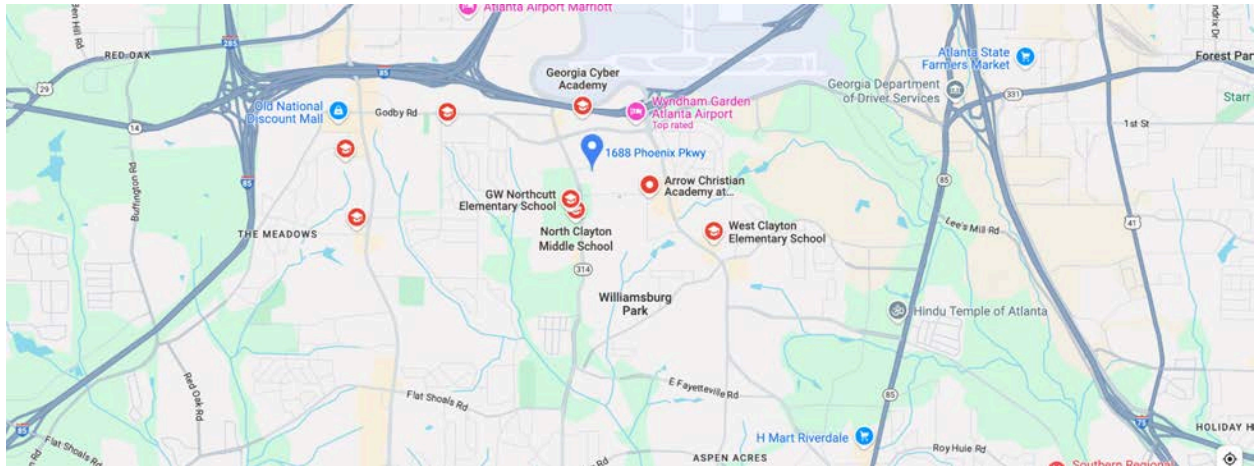 Atlanta Airport Marriott
Ben Hill Rd
RED OAK
285
85
29
14
Old National
Discount Mall
Godby Rd
Georgia Cyber
Academy
Wyndham Garden
Atlanta Airport
Top rated
1688 Phoenix Pkwy
Atlanta State
Farmers Market
Georgia Department
of Driver Services
Forest Par
331
Starr
1st St
Buffington Rd
85
THE MEADOWS
GW Northcutt
Elementary School
North Clayton
Middle School
Arrow Christian
Academy at...
West Clayton
Elementary School
85
41
Lee's Mill Rd
314
Williamsburg
Park
Hindu Temple of Atlanta
Red Oak Rd
Flat Shoals Rd
E Fayetteville Rd
85
85
Flat Shoals Rd
H Mart Riverdale
Roy Huie Rd
75
HOLIDAY H
ASPEN ACRES
Southern Regional